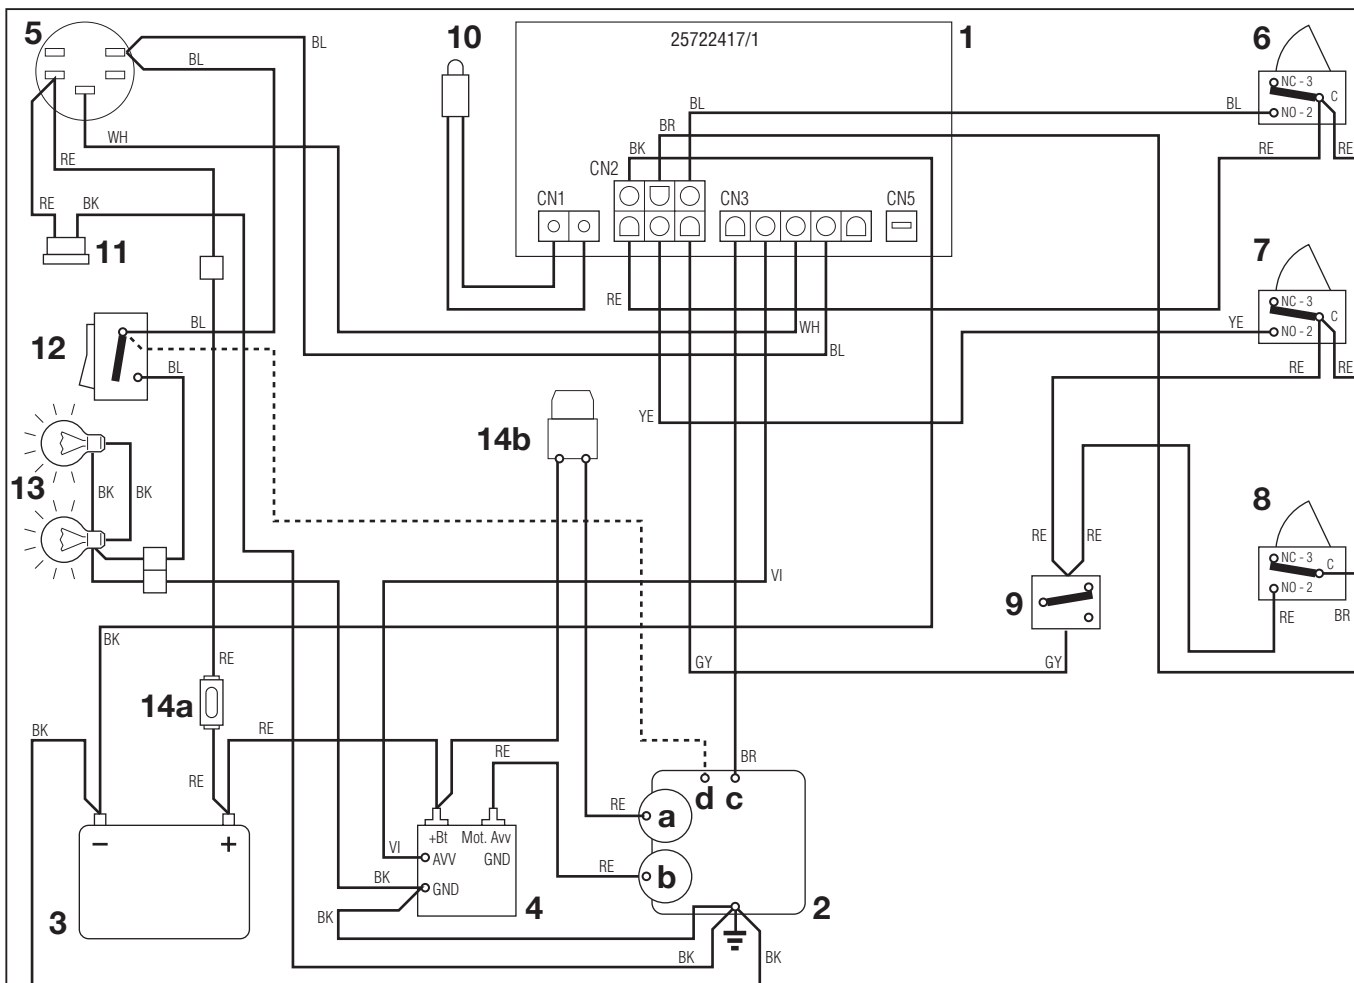 5
BL
BL
10
25722417/1
1
6
NC - 3
C
NO - 2
BL
BL
BR
BK
WH
RE
RE
RE
CN2
CN1
CN3
CN5
RE
BK
11
7
NC - 3
C
NO - 2
YE
RE
RE
RE
WH
BL
BL
12
BL
YE
14b
13
BK
BK
8
NC - 3
C
NO - 2
RE
BR
RE
RE
VI
9
BK
RE
GY
GY
14a
BK
RE
RE
RE
BR
d
c
a
RE
+Bt
Mot. Avv
VI
AVV
GND
RE
b
BK
GND
BK
3
4
2
BK
BK